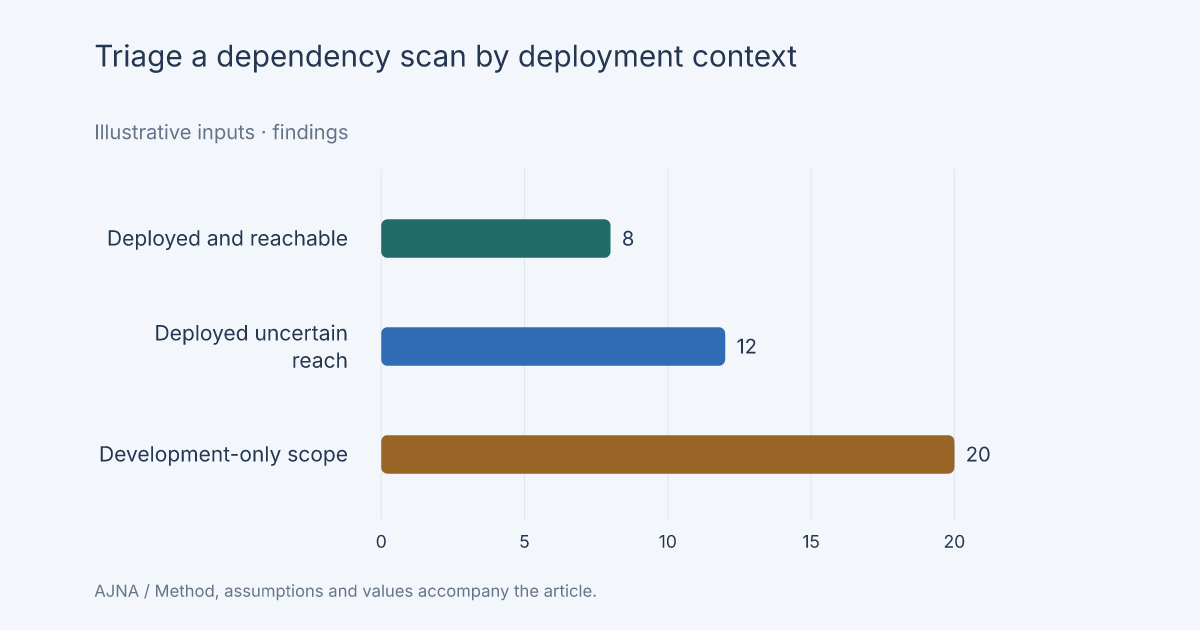 Triage a dependency scan by deployment context
Illustrative inputs · findings
Deployed and reachable
8
Deployed uncertain
reach
12
Development-only scope
20
0
5
10
15
20
AJNA / Method, assumptions and values accompany the article.